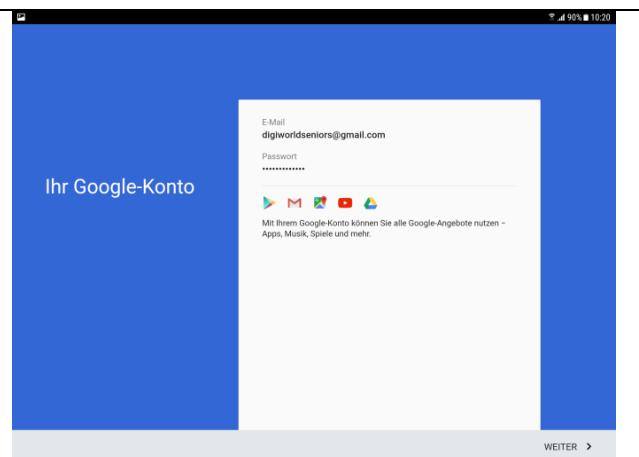 90% 10:20
E-Mail
digiworldseniors@gmail.com
Passwort
•••••••••••••
Ihr Google-Konto
Mit Ihrem Google-Konto können Sie alle Google-Angebote nutzen –
Apps, Musik, Spiele und mehr.
WEITER